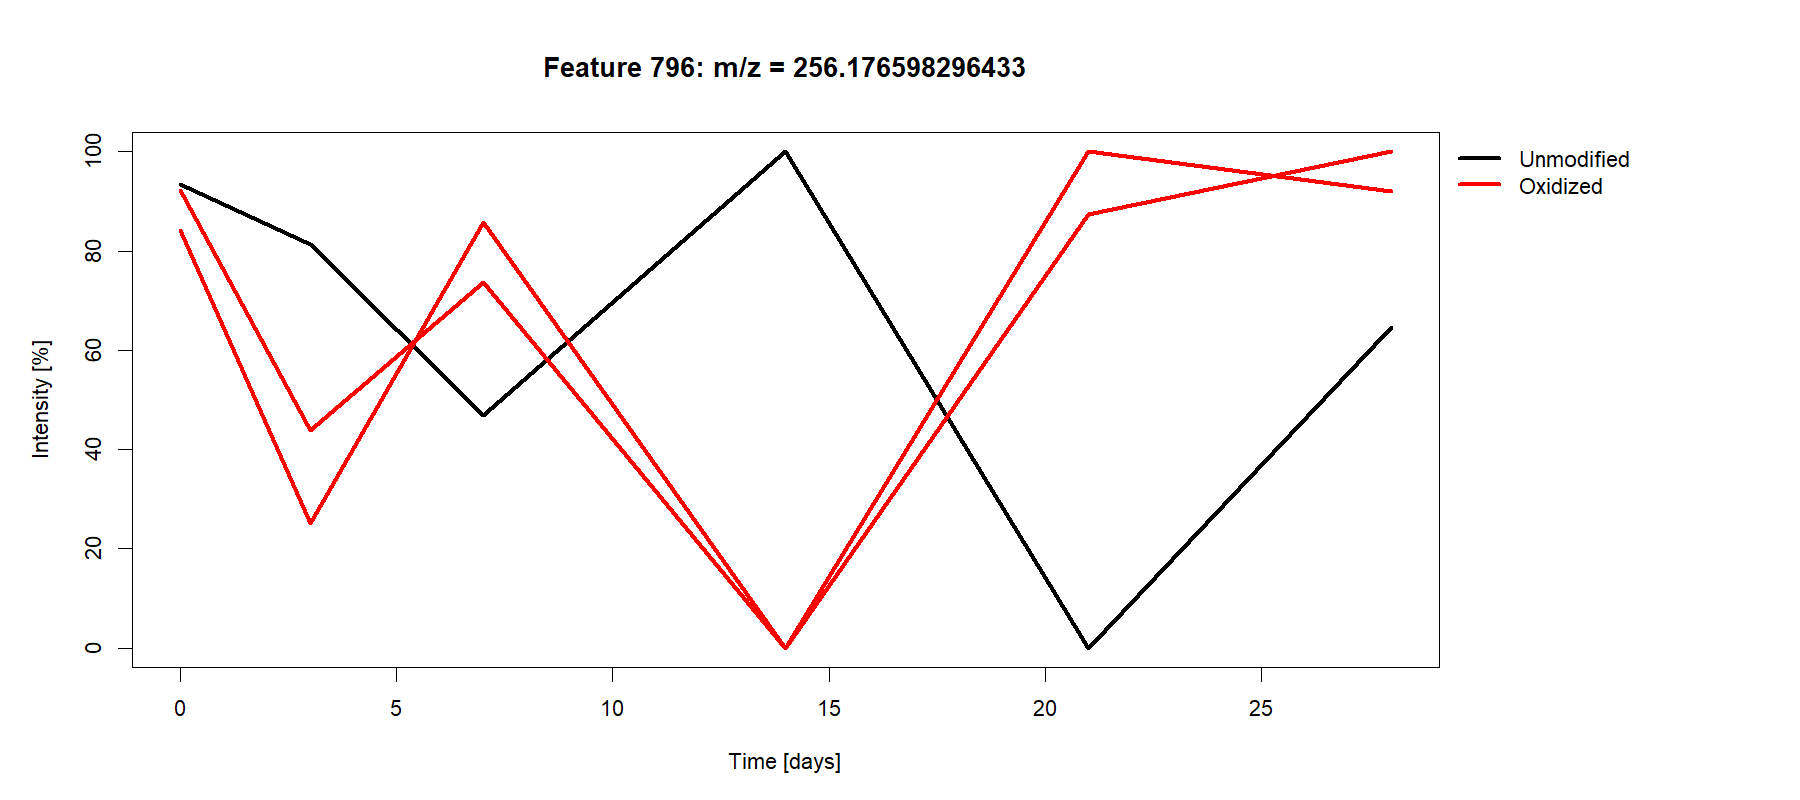 Feature 796: m/z = 256.176598296433
Unmodified
Oxidized
Intensity [%]
100
80
60
40
20
0
0 5 10 15 20 25
Time [days]